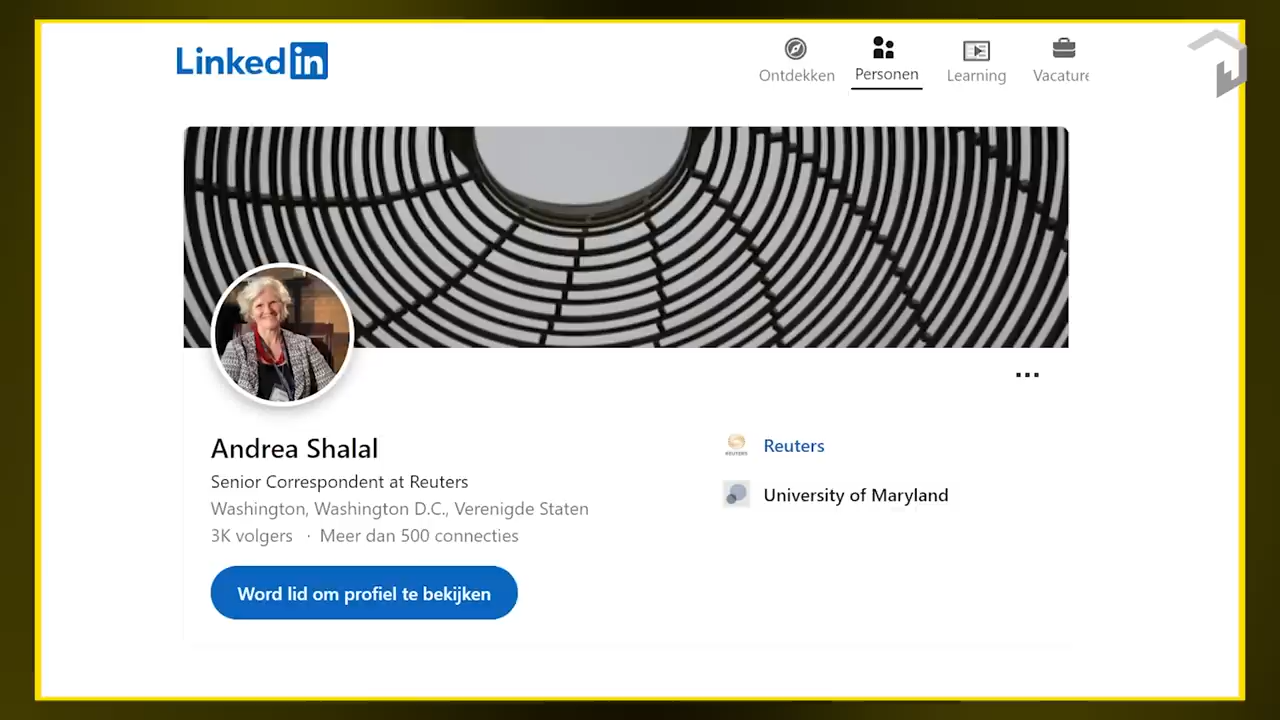 Linkedin
Ontdekken
Personen
Learning
Vacature
Andrea Shalal
Senior Correspondent at Reuters
Washington, Washington D.C., Verenigde Staten
3K volgers · Meer dan 500 connecties
Word lid om profiel te bekijken
REUTERS
Reuters
University of Maryland